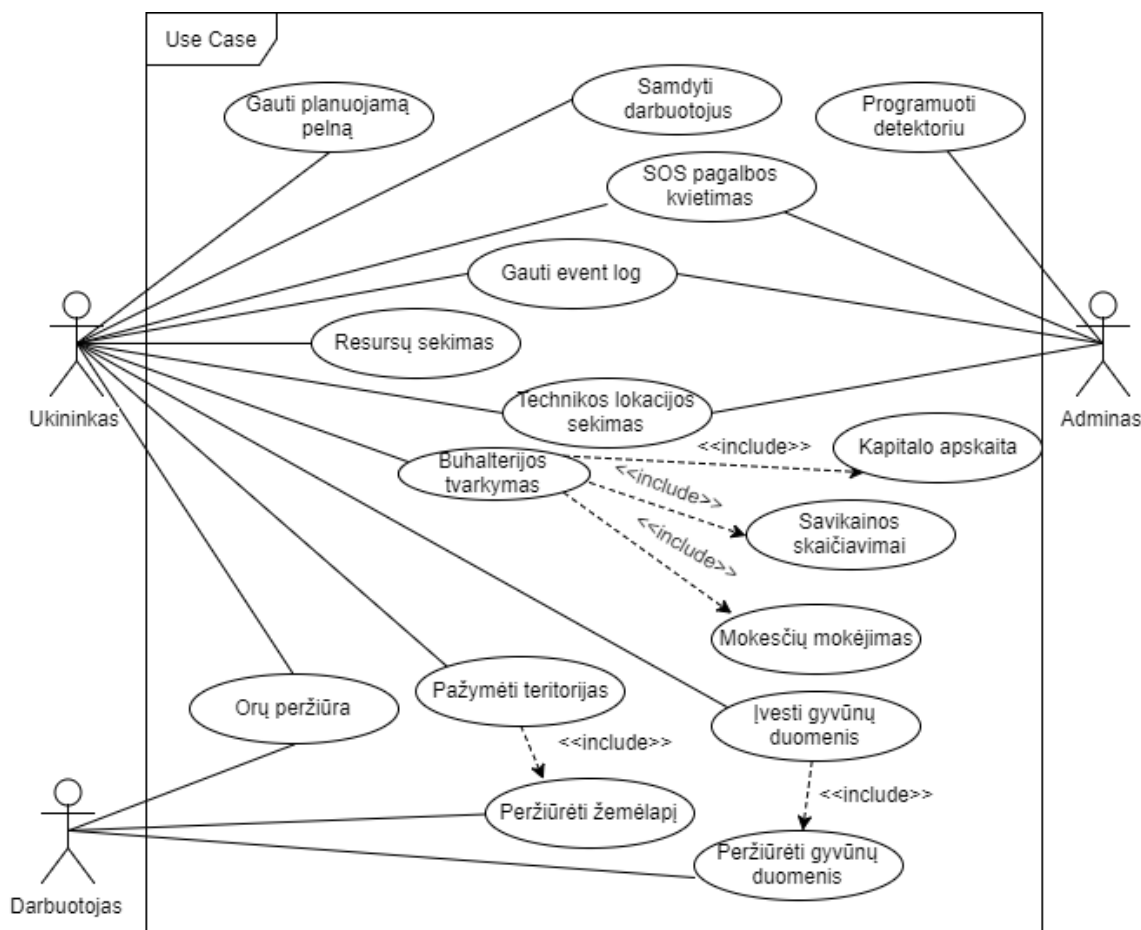 Use Case
Gauti planuojamą
pelną
Samdyti
darbuotojus
Programuoti
detektoriu
SOS pagalbos
kvietimas
Gauti event log
Resursų sekimas
Ukininkas
Adminas
Technikos lokacijos
sekimas
<<include>>
Kapitalo apskaita
Buhalterijos
tvarkymas
<<include>>
Savikainos
skaičiavimai
<<include>>
Mokesčių mokėjimas
Orų peržiūra
Pažymėti teritorijas
Įvesti gyvūnų
duomenis
<<include>>
<<include>>
Peržiūrėti žemėlapį
Peržiūrėti gyvūnų
duomenis
Darbuotojas